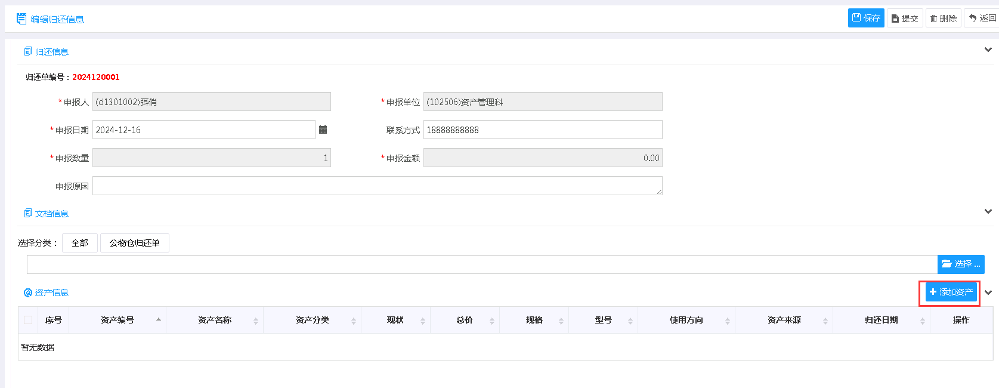 编辑归还信息 保存 提交 删除 返回
归还信息
归还单编号：2024120001
*申报人 (d1301002)弭俏 *申报单位 (102506)资产管理科
*申报日期 2024-12-16 联系方式 18888888888
*申报数量 1 *申报金额 0.00
申报原因
文档信息
选择分类： 全部 公物仓归还单
选择 ...
资产信息 添加资产
序号 资产编号 资产名称 资产分类 现状 总价 规格 型号 使用方向 资产来源 归还日期 操作
暂无数据